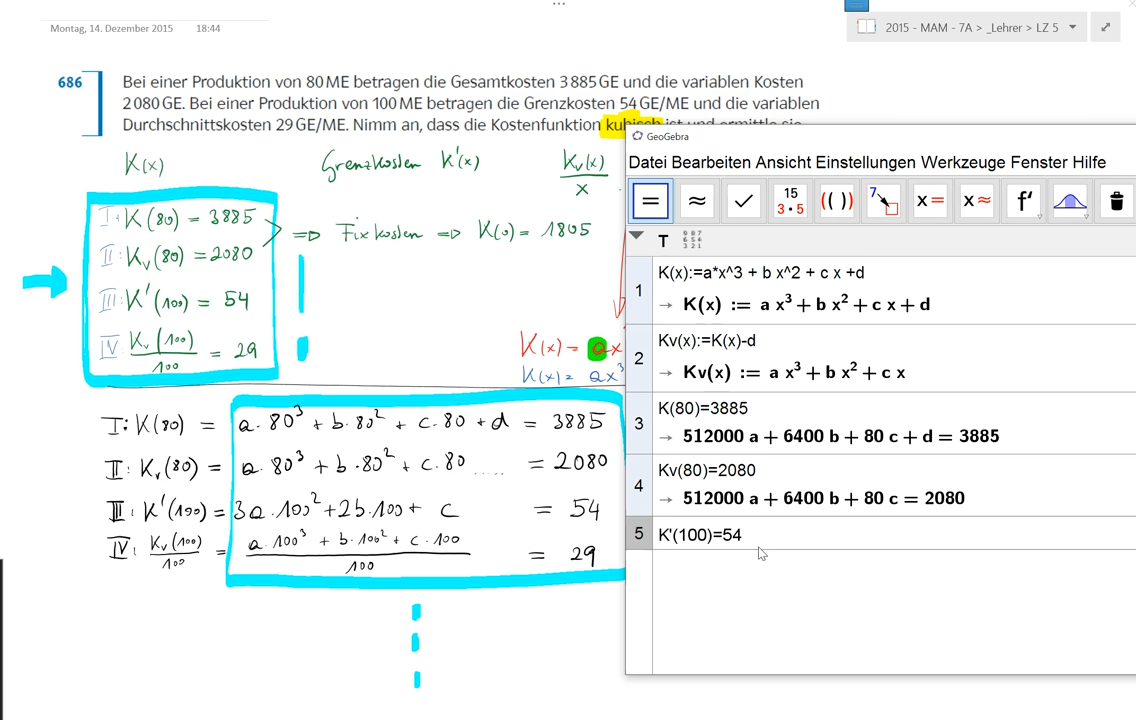 Montag, 14. Dezember 2015 18:44
2015 - MAM - 7A > _Lehrer > LZ 5
686 Bei einer Produktion von 80 ME betragen die Gesamtkosten 3 885 GE und die variablen Kosten
2 080 GE. Bei einer Produktion von 100 ME betragen die Grenzkosten 54 GE/ME und die variablen
Durchschnittskosten 29 GE/ME. Nimm an, dass die Kostenfunktion kubisch ist und ermittle sie
K(x) Grenzkosten K'(x) Kv(x)/x
I: K(80) = 3885
II: Kv(80) = 2080
=> Fixkosten => K(0) = 1805
III: K'(100) = 54
IV Kv(100)/100 = 29
K(x) = ax
K(x) = ax³
I: K(80) = a·80³ + b·80² + c·80 + d = 3885
II: Kv(80) = a·80³ + b·80² + c·80 ..... = 2080
III: K'(100) = 3a·100² + 2b·100 + c = 54
IV: Kv(100)/100 = (a·100³ + b·100² + c·100)/100 = 29
GeoGebra
Datei Bearbeiten Ansicht Einstellungen Werkzeuge Fenster Hilfe
= ≈ ✓ 15 3·5 (( )) 7 x= x≈ f'
T
1 K(x):=a*x^3 + b x^2 + c x +d
→ K(x) := a x³ + b x² + c x + d
2 Kv(x):=K(x)-d
→ Kv(x) := a x³ + b x² + c x
3 K(80)=3885
→ 512000 a + 6400 b + 80 c + d = 3885
4 Kv(80)=2080
→ 512000 a + 6400 b + 80 c = 2080
5 K'(100)=54